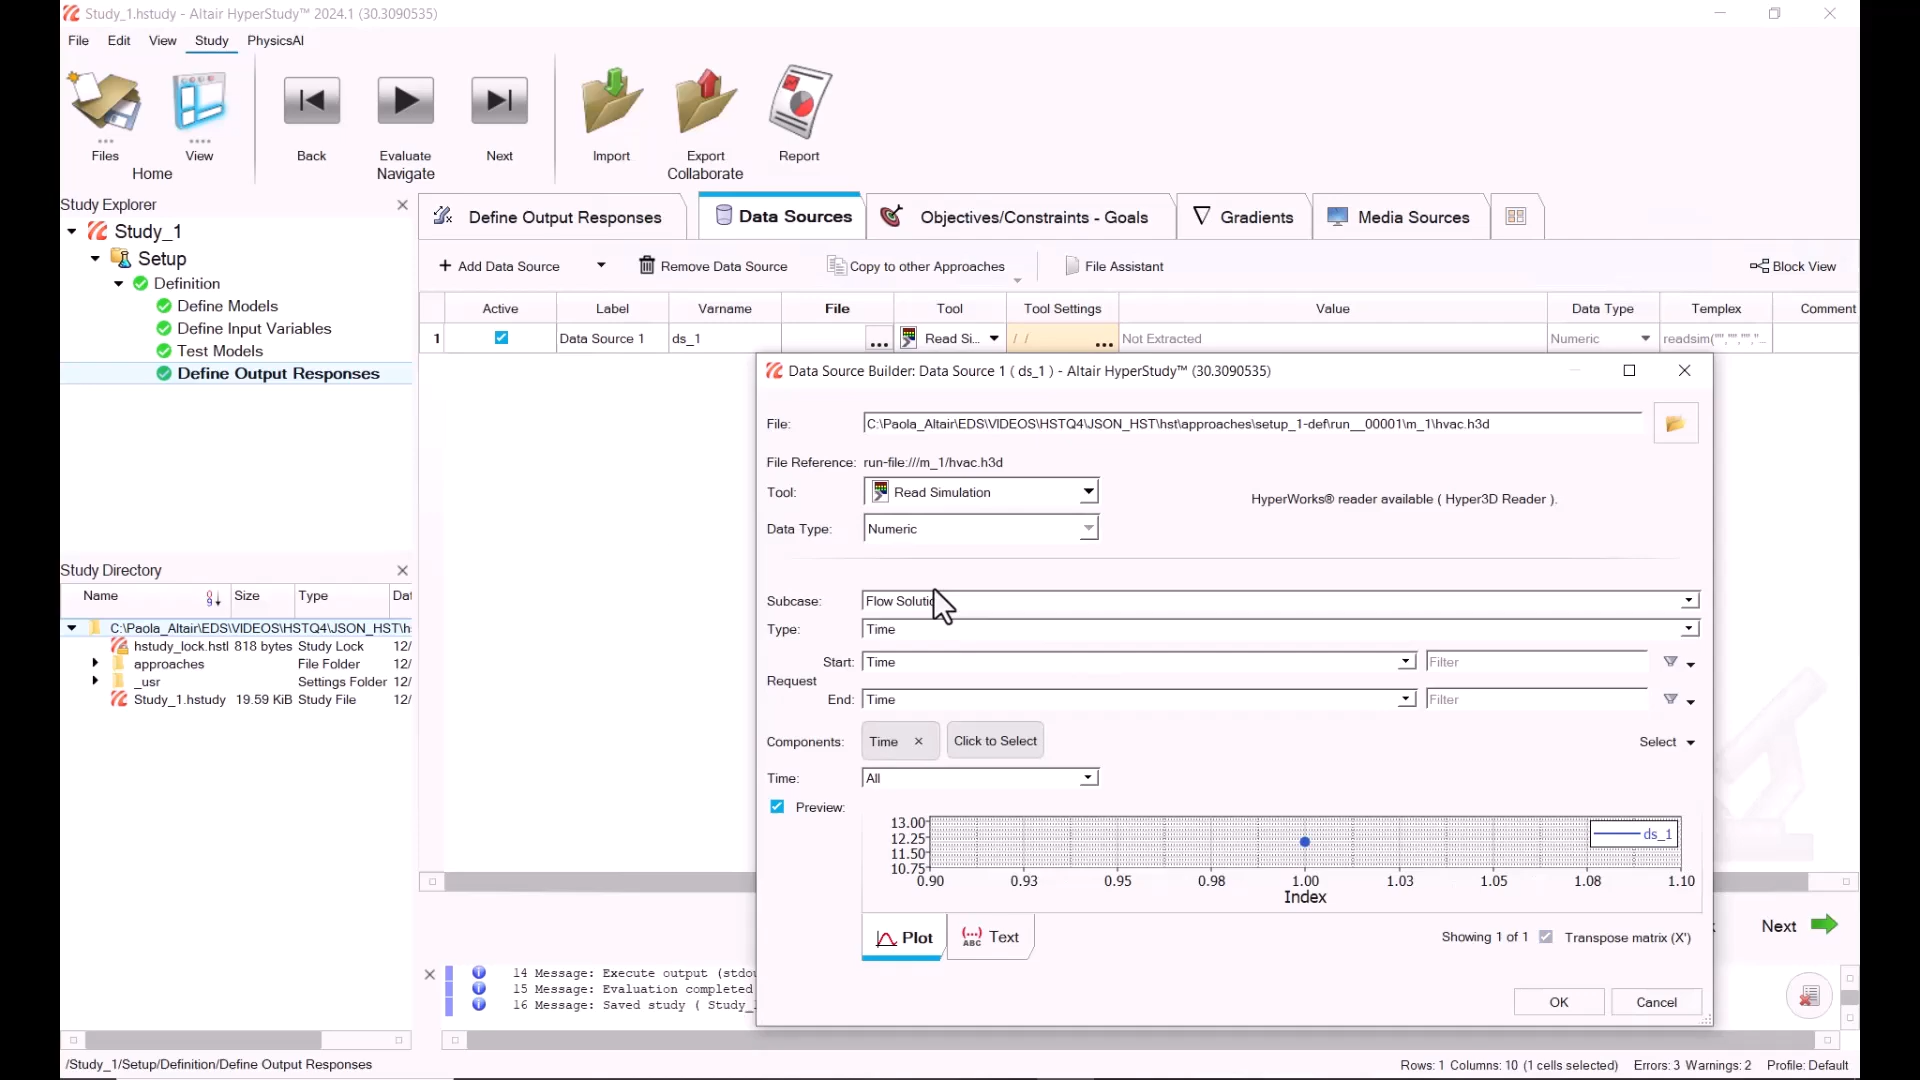 Study_1.hstudy - Altair HyperStudy™ 2024.1 (30.3090535)
File Edit View Study PhysicsAI
Files View Back Evaluate Next Import Export Report
Home Navigate Collaborate
Study Explorer
Study_1
Setup
Definition
Define Models
Define Input Variables
Test Models
Define Output Responses
Define Output Responses Data Sources Objectives/Constraints - Goals Gradients Media Sources
Add Data Source Remove Data Source Copy to other Approaches File Assistant Block View
Active Label Varname File Tool Tool Settings Value Data Type Templex Comment
1 Data Source 1 ds_1 ... Read Si... / / ... Not Extracted Numeric readsim("","","","...
Data Source Builder: Data Source 1 ( ds_1 ) - Altair HyperStudy™ (30.3090535)
File: C:\Paola_Altair\EDS\VIDEOS\HSTQ4\JSON_HST\hst\approaches\setup_1-def\run__00001\m_1\hvac.h3d
File Reference: run-file:///m_1/hvac.h3d
Tool: Read Simulation
HyperWorks® reader available ( Hyper3D Reader ).
Data Type: Numeric
Subcase: Flow
Type: Time
Start: Time Filter
Request
End: Time Filter
Components: Time × Click to Select Select
Time: All
Preview:
13.00
12.25
11.50
10.75
ds_1
0.90 0.93 0.95 0.98 1.00 1.03 1.05 1.08 1.10
Index
Plot Text Showing 1 of 1 Transpose matrix (X')
OK Cancel
Study Directory
Name Size Type
C:\Paola_Altair\EDS\VIDEOS\HSTQ4\JSON_HST\h
hstudy_lock.hstl 818 bytes Study Lock 12/
approaches File Folder 12/
_usr Settings Folder 12/
Study_1.hstudy 19.59 KiB Study File 12/
Next
14 Message: Execute output (
15 Message: Evaluation completed
16 Message: Saved study ( Study_
/Study_1/Setup/Definition/Define Output Responses
Rows: 1 Columns: 10 (1 cells selected) Errors: 3 Warnings: 2 Profile: Default